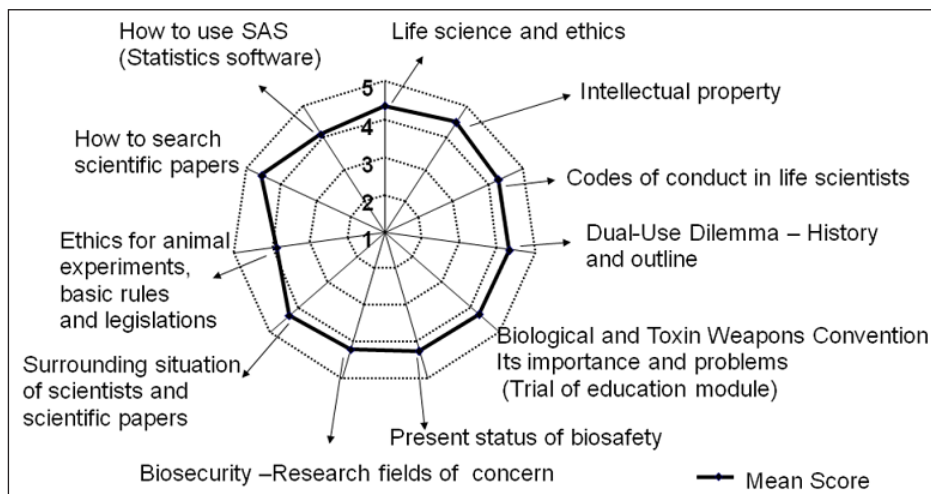 How to use SAS
(Statistics software)
Life science and ethics
5
4
3
2
1
Intellectual property
How to search
scientific papers
Codes of conduct in life scientists
Ethics for animal
experiments,
basic rules
and legislations
Dual-Use Dilemma – History
and outline
Biological and Toxin Weapons Convention
Its importance and problems
(Trial of education module)
Surrounding situation
of scientists and
scientific papers
Present status of biosafety
Biosecurity –Research fields of concern
Mean Score